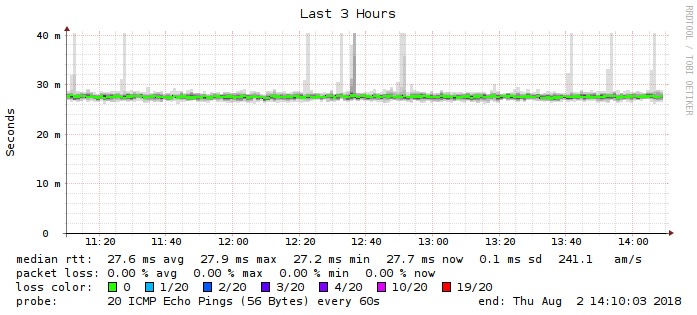 Last 3 Hours
RRDTOOL / TOBI OETIKER
Seconds
40 m
30 m
20 m
10 m
0
11:20 11:40 12:00 12:20 12:40 13:00 13:20 13:40 14:00
median rtt: 27.6 ms avg 27.9 ms max 27.2 ms min 27.7 ms now 0.1 ms sd 241.1 am/s
packet loss: 0.00 % avg 0.00 % max 0.00 % min 0.00 % now
loss color: 0 1/20 2/20 3/20 4/20 10/20 19/20
probe: 20 ICMP Echo Pings (56 Bytes) every 60s end: Thu Aug 2 14:10:03 2018